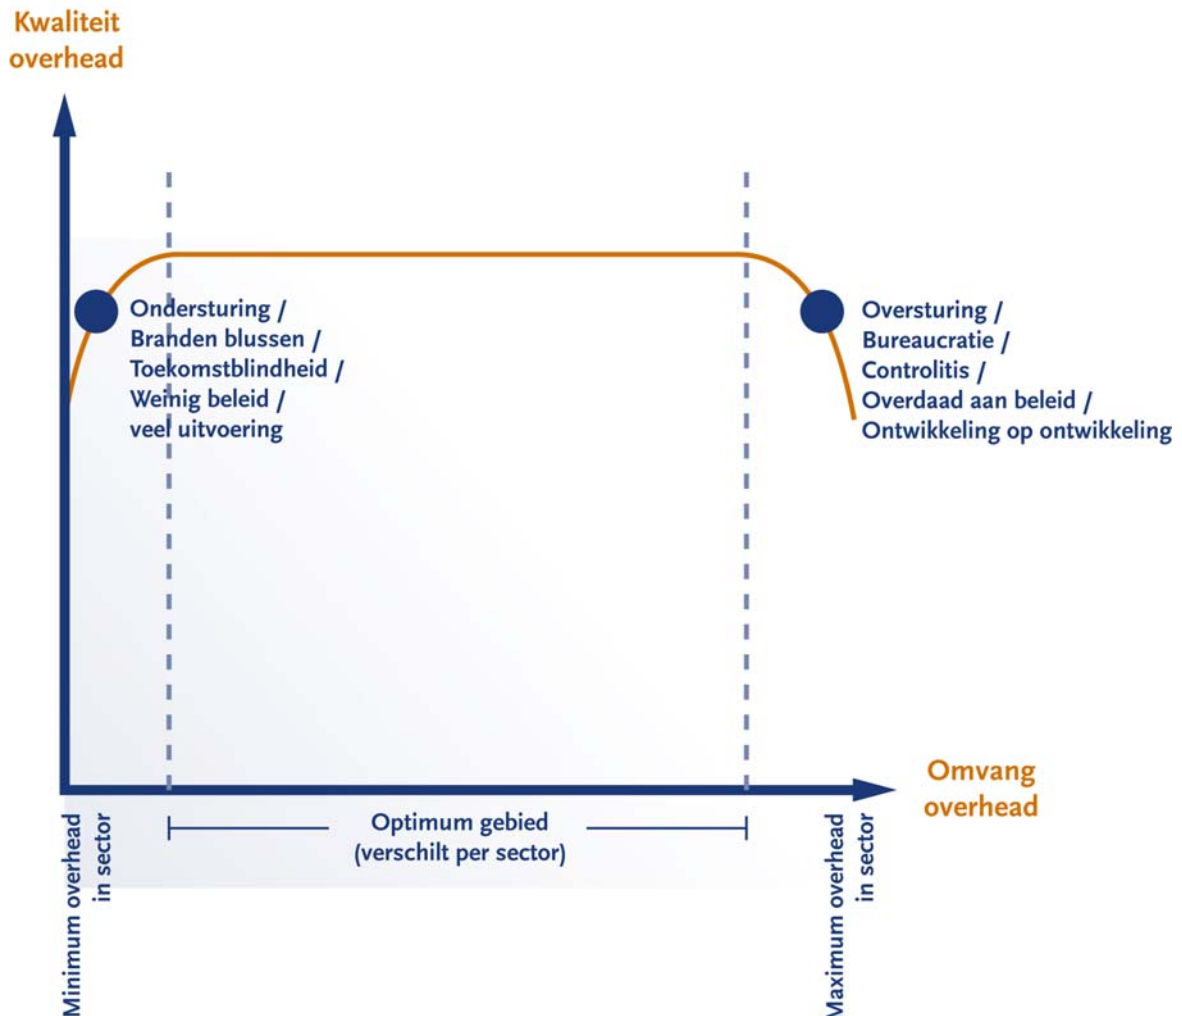 Kwaliteit
overhead
Ondersturing /
Branden blussen /
Toekomstblindheid /
Weinig beleid /
veel uitvoering
Oversturing /
Bureaucratie /
Controlitis /
Overdaad aan beleid /
Ontwikkeling op ontwikkeling
Omvang
overhead
Minimum overhead
in sector
Optimum gebied
(verschilt per sector)
Maximum overhead
in sector